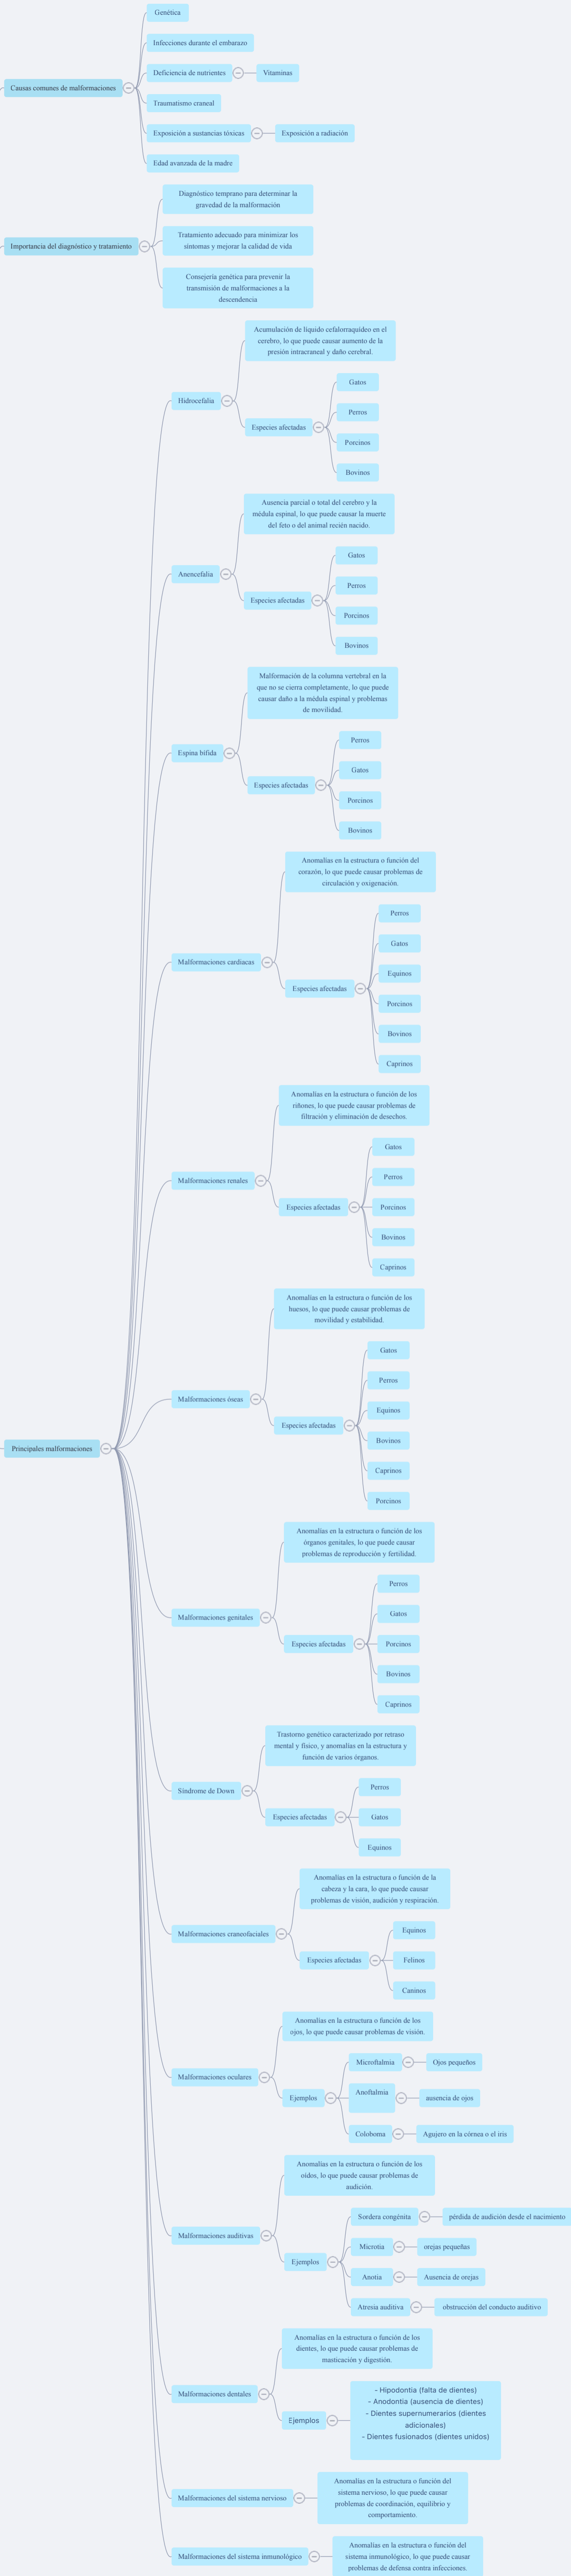 Causas comunes de malformaciones
Genética
Infecciones durante el embarazo
Deficiencia de nutrientes
Vitaminas
Traumatismo craneal
Exposición a sustancias tóxicas
Exposición a radiación
Edad avanzada de la madre
Importancia del diagnóstico y tratamiento
Diagnóstico temprano para determinar la
gravedad de la malformación
Tratamiento adecuado para minimizar los
síntomas y mejorar la calidad de vida
Consejería genética para prevenir la
transmisión de malformaciones a la
descendencia
Principales malformaciones
Hidrocefalia
Acumulación de líquido cefalorraquídeo en el
cerebro, lo que puede causar aumento de la
presión intracraneal y daño cerebral.
Especies afectadas
Gatos
Perros
Porcinos
Bovinos
Anencefalia
Ausencia parcial o total del cerebro y la
médula espinal, lo que puede causar la muerte
del feto o del animal recién nacido.
Especies afectadas
Gatos
Perros
Porcinos
Bovinos
Espina bífida
Malformación de la columna vertebral en la
que no se cierra completamente, lo que puede
causar daño a la médula espinal y problemas
de movilidad.
Especies afectadas
Perros
Gatos
Porcinos
Bovinos
Malformaciones cardíacas
Anomalías en la estructura o función del
corazón, lo que puede causar problemas de
circulación y oxigenación.
Especies afectadas
Perros
Gatos
Equinos
Porcinos
Bovinos
Caprinos
Malformaciones renales
Anomalías en la estructura o función de los
riñones, lo que puede causar problemas de
filtración y eliminación de desechos.
Especies afectadas
Gatos
Perros
Porcinos
Bovinos
Caprinos
Malformaciones óseas
Anomalías en la estructura o función de los
huesos, lo que puede causar problemas de
movilidad y estabilidad.
Especies afectadas
Gatos
Perros
Equinos
Bovinos
Caprinos
Porcinos
Malformaciones genitales
Anomalías en la estructura o función de los
órganos genitales, lo que puede causar
problemas de reproducción y fertilidad.
Especies afectadas
Perros
Gatos
Porcinos
Bovinos
Caprinos
Síndrome de Down
Trastorno genético caracterizado por retraso
mental y físico, y anomalías en la estructura y
función de varios órganos.
Especies afectadas
Perros
Gatos
Equinos
Malformaciones craneofaciales
Anomalías en la estructura o función de la
cabeza y la cara, lo que puede causar
problemas de visión, audición y respiración.
Especies afectadas
Equinos
Felinos
Caninos
Malformaciones oculares
Anomalías en la estructura o función de los
ojos, lo que puede causar problemas de visión.
Ejemplos
Microftalmia
Ojos pequeños
Anoftalmia
ausencia de ojos
Coloboma
Agujero en la córnea o el iris
Malformaciones auditivas
Anomalías en la estructura o función de los
oídos, lo que puede causar problemas de
audición.
Ejemplos
Sordera congénita
pérdida de audición desde el nacimiento
Microtia
orejas pequeñas
Anotia
Ausencia de orejas
Atresia auditiva
obstrucción del conducto auditivo
Malformaciones dentales
Anomalías en la estructura o función de los
dientes, lo que puede causar problemas de
masticación y digestión.
Ejemplos
- Hipodontia (falta de dientes)
- Anodontia (ausencia de dientes)
- Dientes supernumerarios (dientes
adicionales)
- Dientes fusionados (dientes unidos)
Malformaciones del sistema nervioso
Anomalías en la estructura o función del
sistema nervioso, lo que puede causar
problemas de coordinación, equilibrio y
comportamiento.
Malformaciones del sistema inmunológico
Anomalías en la estructura o función del
sistema inmunológico, lo que puede causar
problemas de defensa contra infecciones.